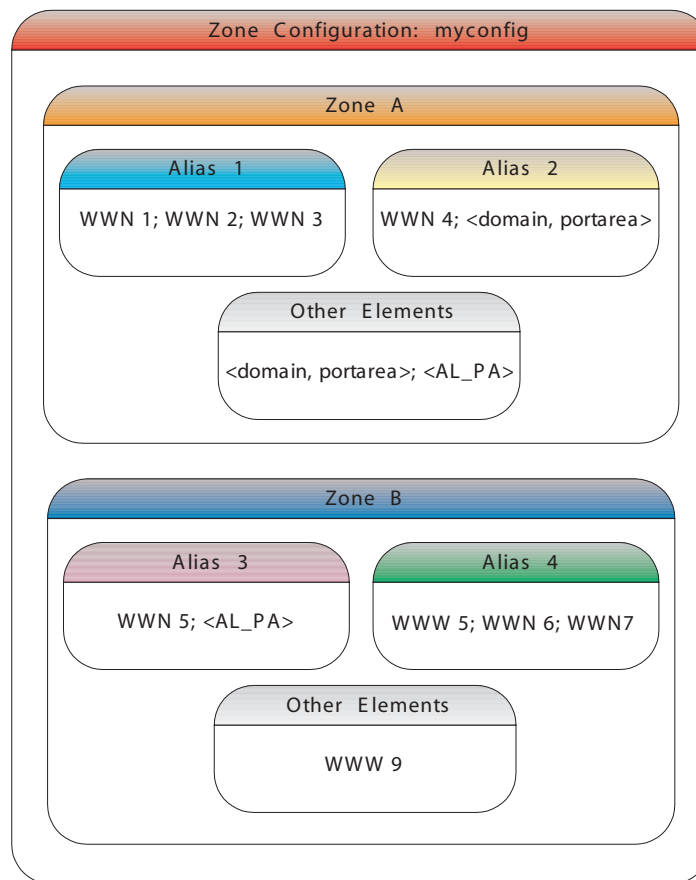 Zone Configuration: myconfig
Zone A
Alias 1
WWN 1; WWN 2; WWN 3
Alias 2
WWN 4; <domain, portarea>
Other Elements
<domain, portarea>; <AL_PA>
Zone B
Alias 3
WWN 5; <AL_PA>
Alias 4
WWW 5; WWN 6; WWN7
Other Elements
WWW 9